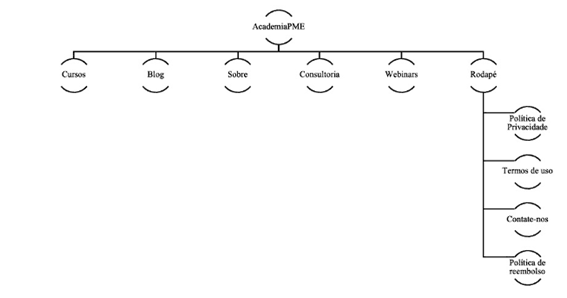 AcademiaPME
Cursos
Blog
Sobre
Consultoria
Webinars
Rodapé
Política de
Privacidade
Termos de uso
Contate-nos
Política de
reembolso